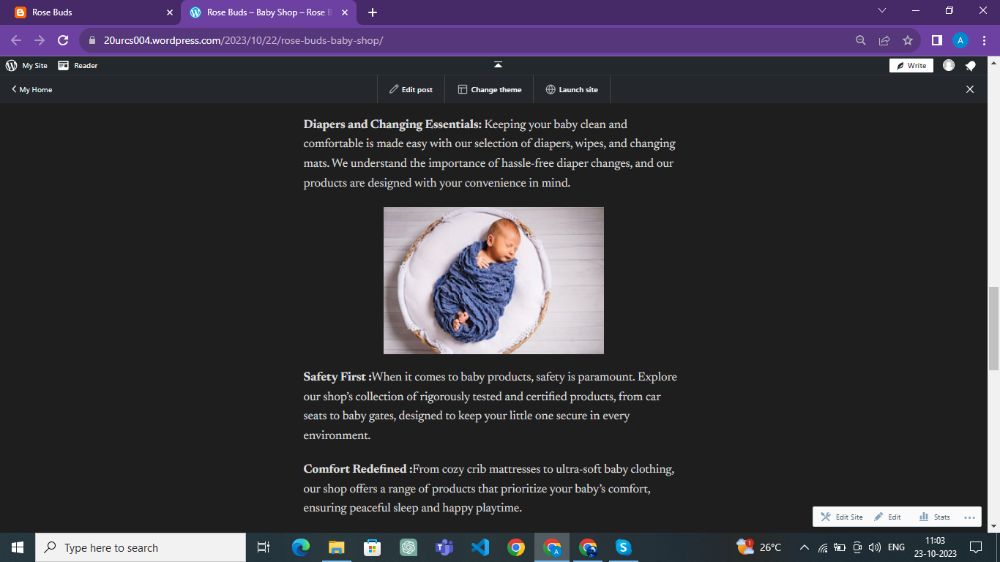 Rose Buds
Rose Buds – Baby Shop – Rose B
20urcs004.wordpress.com/2023/10/22/rose-buds-baby-shop/
A
My Site
Reader
Write
My Home
Edit post
Change theme
Launch site
Diapers and Changing Essentials: Keeping your baby clean and
comfortable is made easy with our selection of diapers, wipes, and changing
mats. We understand the importance of hassle-free diaper changes, and our
products are designed with your convenience in mind.
Safety First :When it comes to baby products, safety is paramount. Explore
our shop’s collection of rigorously tested and certified products, from car
seats to baby gates, designed to keep your little one secure in every
environment.
Comfort Redefined :From cozy crib mattresses to ultra-soft baby clothing,
our shop offers a range of products that prioritize your baby’s comfort,
ensuring peaceful sleep and happy playtime.
Edit Site
Edit
Stats
Type here to search
A
1
26°C
ENG
11:03
23-10-2023